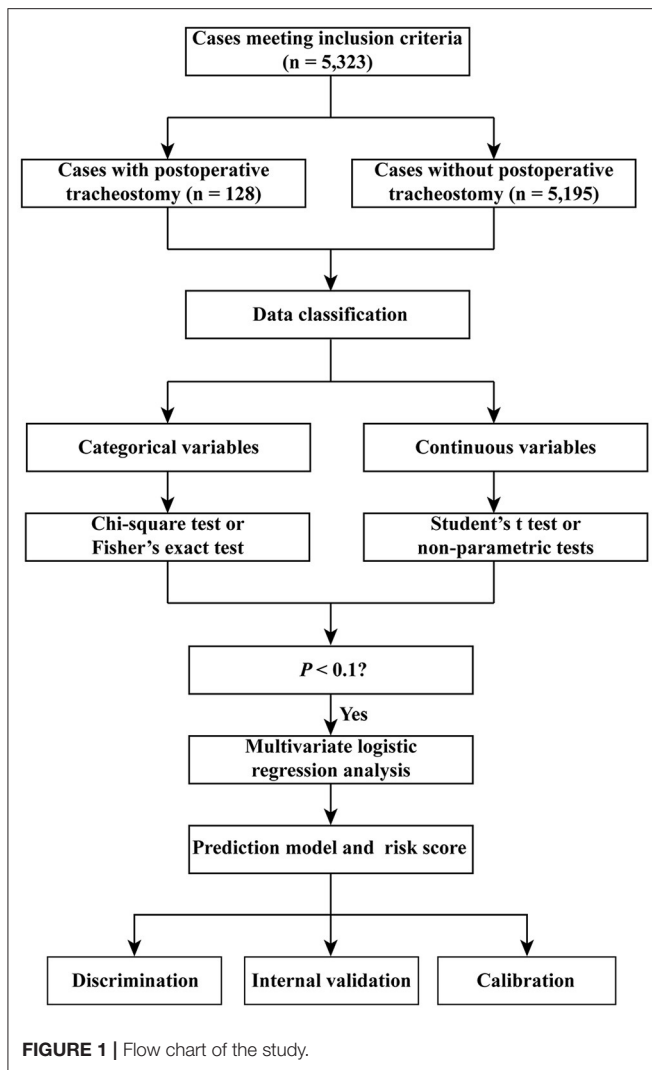 Cases meeting inclusion criteria
(n = 5,323)
Cases with postoperative
tracheostomy (n = 128)
Cases without postoperative
tracheostomy (n = 5,195)
Data classification
Categorical variables
Continuous variables
Chi-square test or
Fisher's exact test
Student's t test or
non-parametric tests
P < 0.1?
Yes
Multivariate logistic
regression analysis
Prediction model and risk score
Discrimination
Internal validation
Calibration
FIGURE 1 | Flow chart of the study.